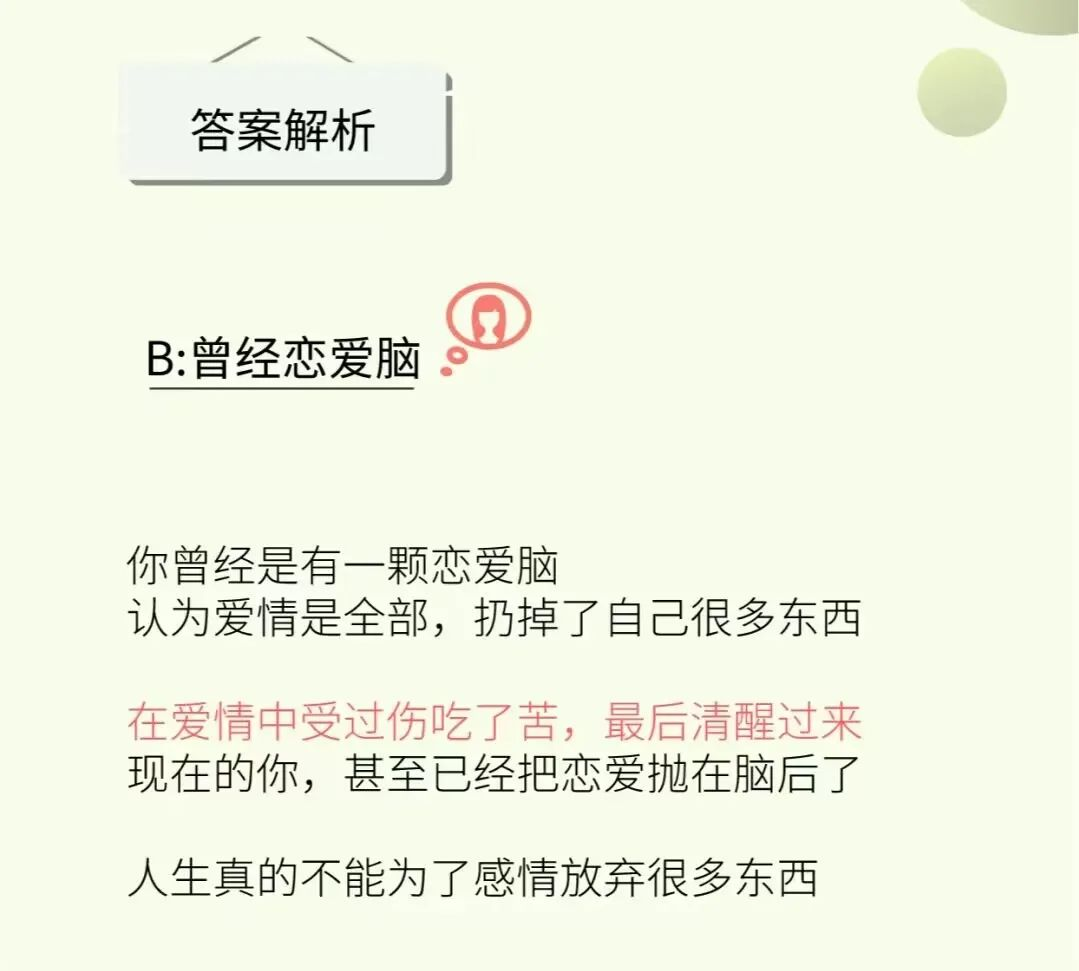 答案解析
B:曾经恋爱脑
你曾经是有一颗恋爱脑
认为爱情是全部，扔掉了自己很多东西
在爱情中受过伤吃了苦，最后清醒过来
现在的你，甚至已经把恋爱抛在脑后了
人生真的不能为了感情放弃很多东西